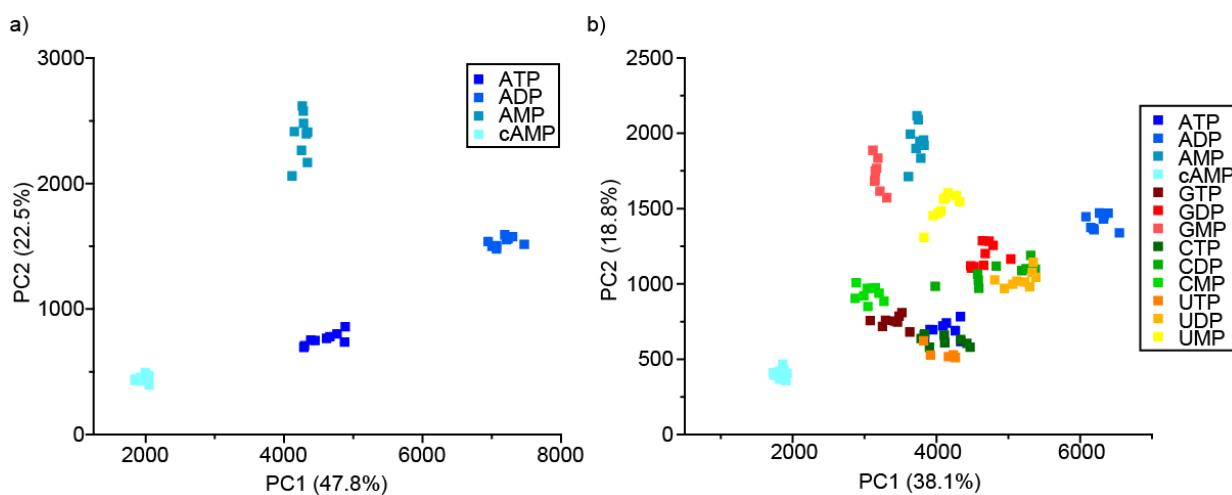 a)
3000
2000
1000
0
PC2 (22.5%)
2000
4000
6000
8000
PC1 (47.8%)
ATP
ADP
AMP
cAMP
b)
2500
2000
1500
1000
500
0
PC2 (18.8%)
2000
4000
6000
PC1 (38.1%)
ATP
ADP
AMP
cAMP
GTP
GDP
GMP
CTP
CDP
CMP
UTP
UDP
UMP